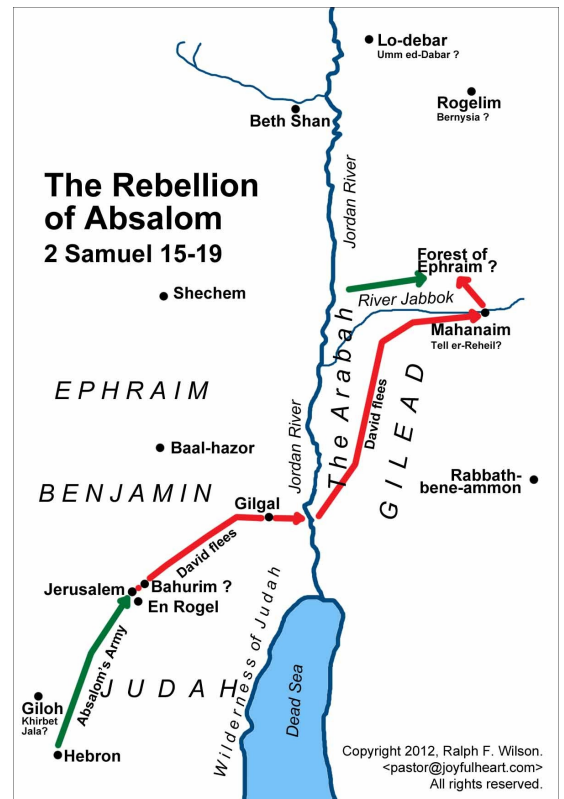 Lo-debar
Umm ed-Dabar ?
Rogelim
Bernysia ?
Beth Shan
The Rebellion
of Absalom
2 Samuel 15-19
Jordan River
Forest of
Ephraim ?
River Jabbok
Shechem
Mahanaim
Tell er-Reheil?
The Arabah
David flees
GILEAD
EPHRAIM
Jordan River
Baal-hazor
Rabbath-
bene-ammon
BENJAMIN
Gilgal
David flees
Jerusalem
Bahurim ?
En Rogel
Absalom's Army
Wilderness of Judah
JUDAH
Dead Sea
Giloh
Khirbet
Jala?
Hebron
Copyright 2012, Ralph F. Wilson.
<pastor@joyfulheart.com>
All rights reserved.